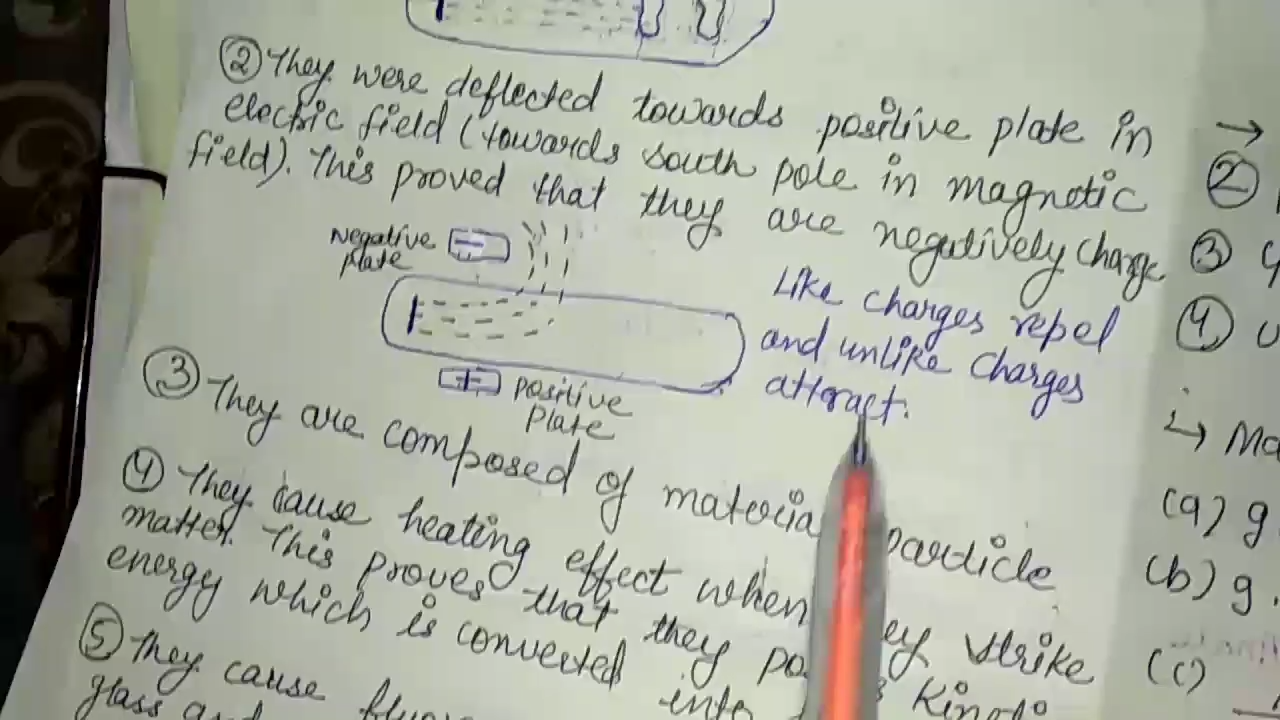 ② They were deflected towards positive plate in
electric field (towards south pole in magnetic
field). This proved that they are negatively charge
Negative
plate
Like charges repel
and unlike charges
attract.
positive
plate
③ They are composed of material particle
④ They cause heating effect when they strike
matter. This proves that they kinetic
energy which is converted into
⑤ They cause
glass and
→
②
③
④
↳ Ma
(a) g
(b) g.
(c)